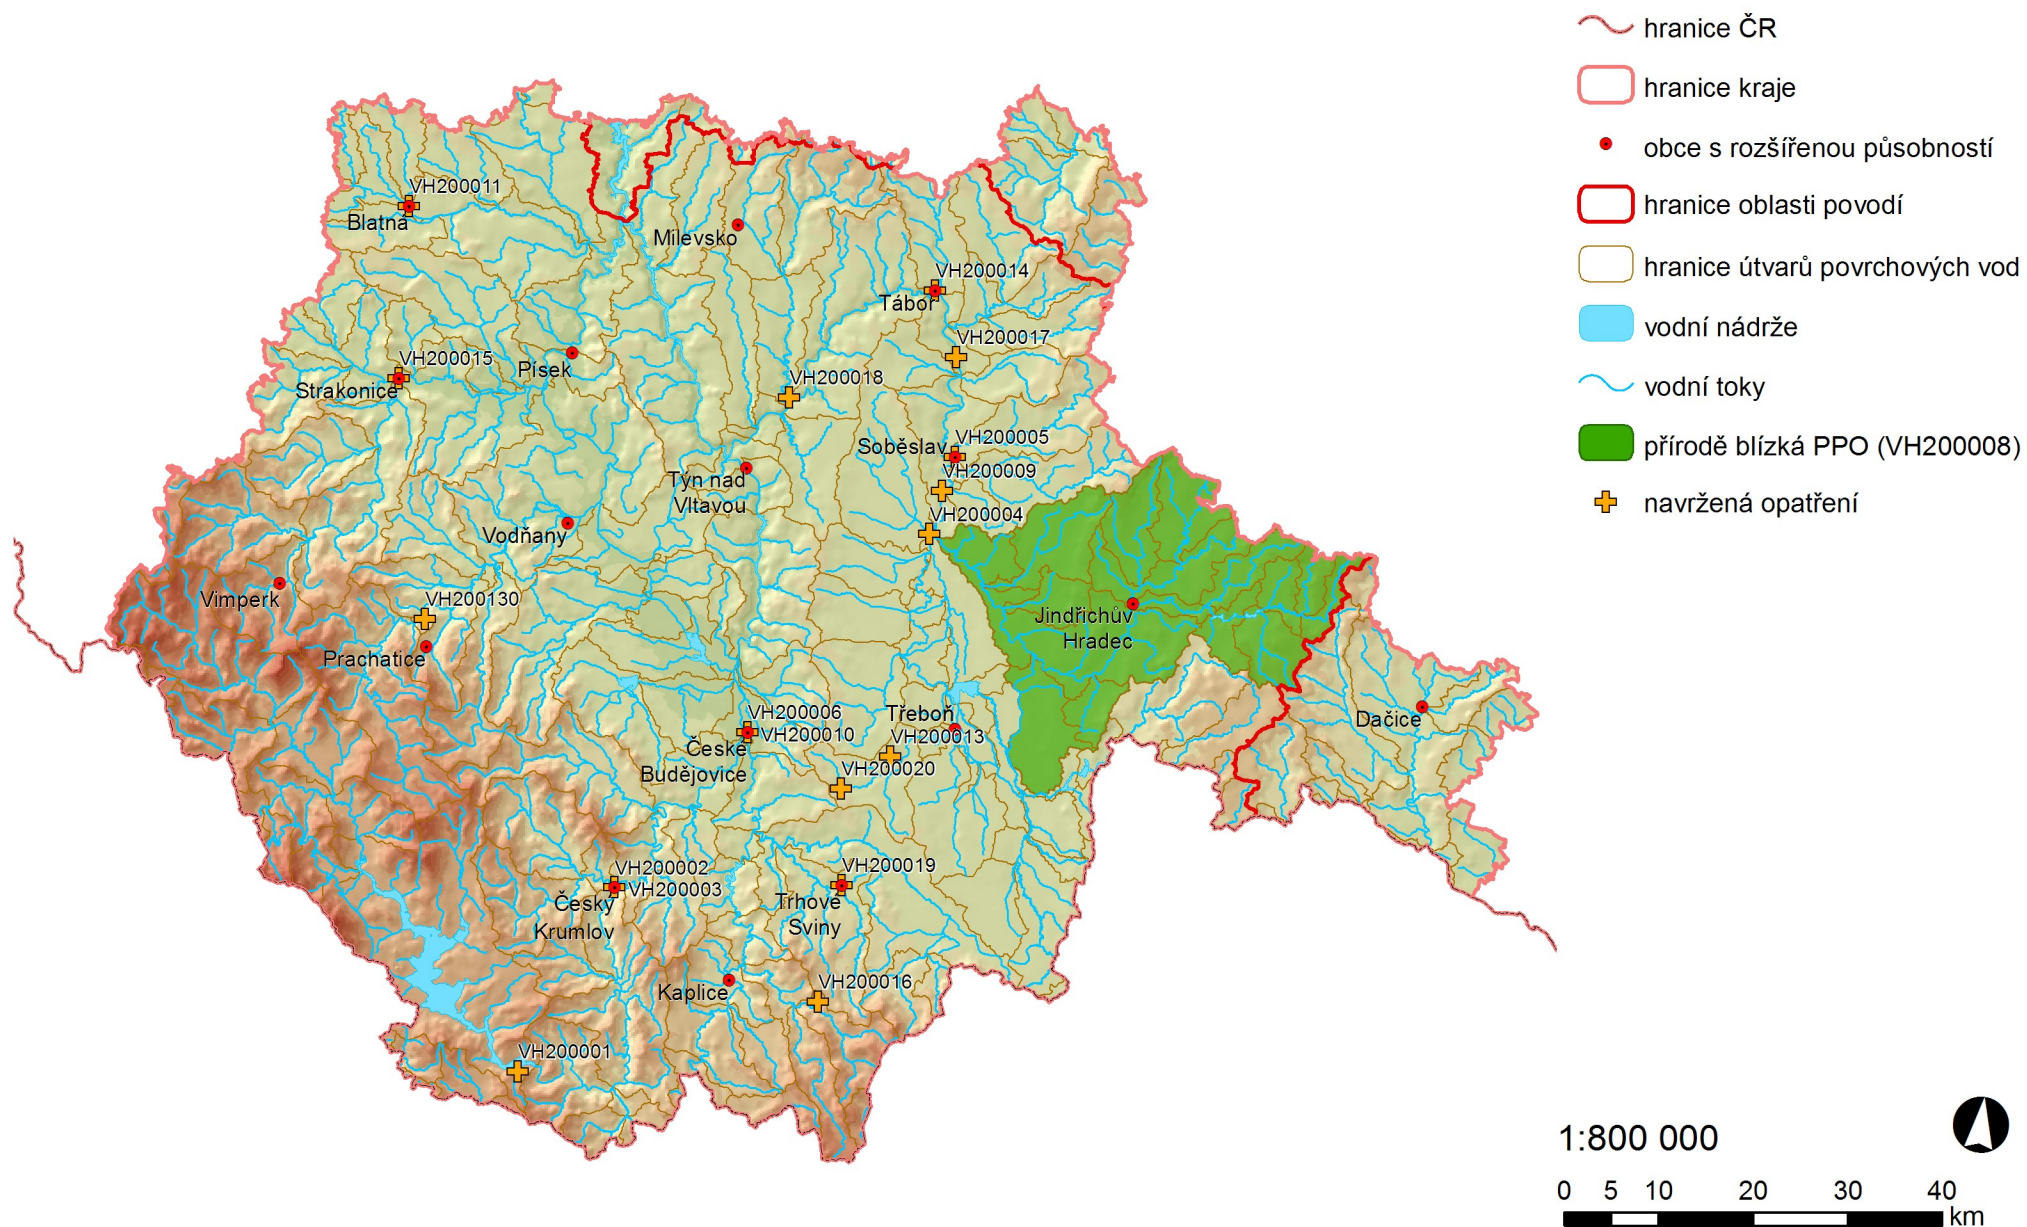 hranice ČR
hranice kraje
obce s rozšířenou působností
hranice oblasti povodí
hranice útvarů povrchových vod
vodní nádrže
vodní toky
přírodě blízká PPO (VH200008)
navržená opatření
VH200011
Blatná
Milevsko
VH200014
Tábor
VH200017
VH200015
Strakonice
Písek
VH200018
Soběslav
VH200005
VH200009
Týn nad
Vltavou
VH200004
Vodňany
Vimperk
VH200130
Prachatice
Jindřichův
Hradec
Dačice
VH200006
VH200010
České
Budějovice
Třeboň
VH200013
VH200020
VH200002
VH200003
Český
Krumlov
VH200019
Trhové
Sviny
Kaplice
VH200016
VH200001
1:800 000
0 5 10 20 30 40
km